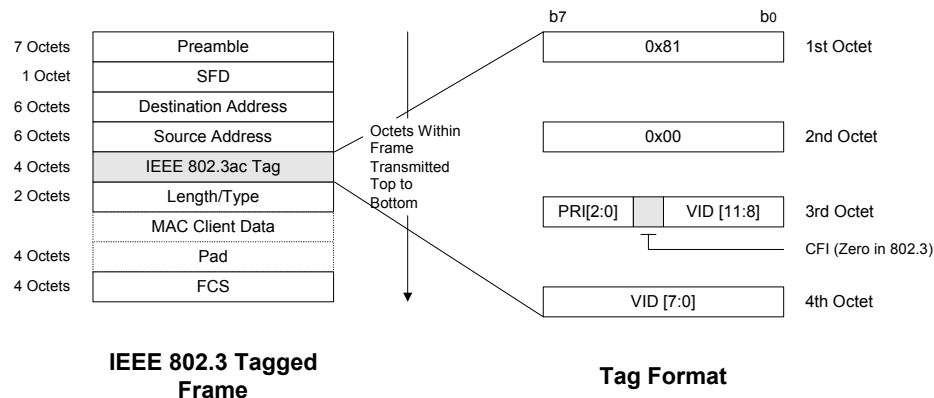 b7
b0
7 Octets
Preamble
0x81
1st Octet
1 Octet
SFD
6 Octets
Destination Address
6 Octets
Source Address
Octets Within
Frame
Transmitted
Top to
Bottom
0x00
2nd Octet
4 Octets
IEEE 802.3ac Tag
2 Octets
Length/Type
PRI[2:0]
VID [11:8]
3rd Octet
MAC Client Data
CFI (Zero in 802.3)
4 Octets
Pad
4 Octets
FCS
VID [7:0]
4th Octet
IEEE 802.3 Tagged
Frame
Tag Format